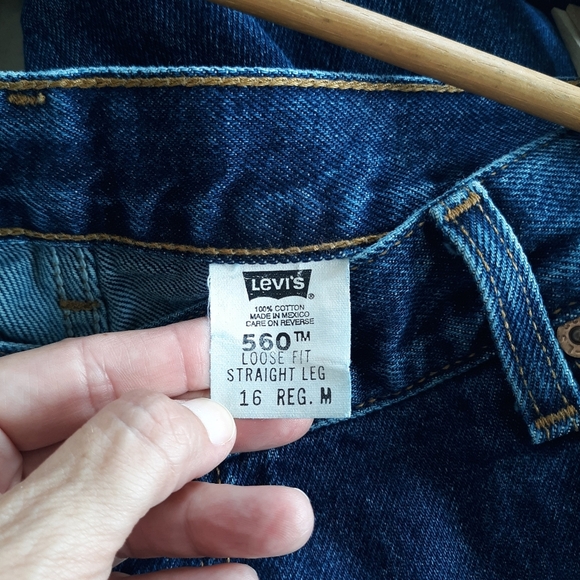 Levi's ®
100% COTTON
MADE IN MEXICO
CARE ON REVERSE
560™
LOOSE FIT
STRAIGHT LEG
16 REG. M